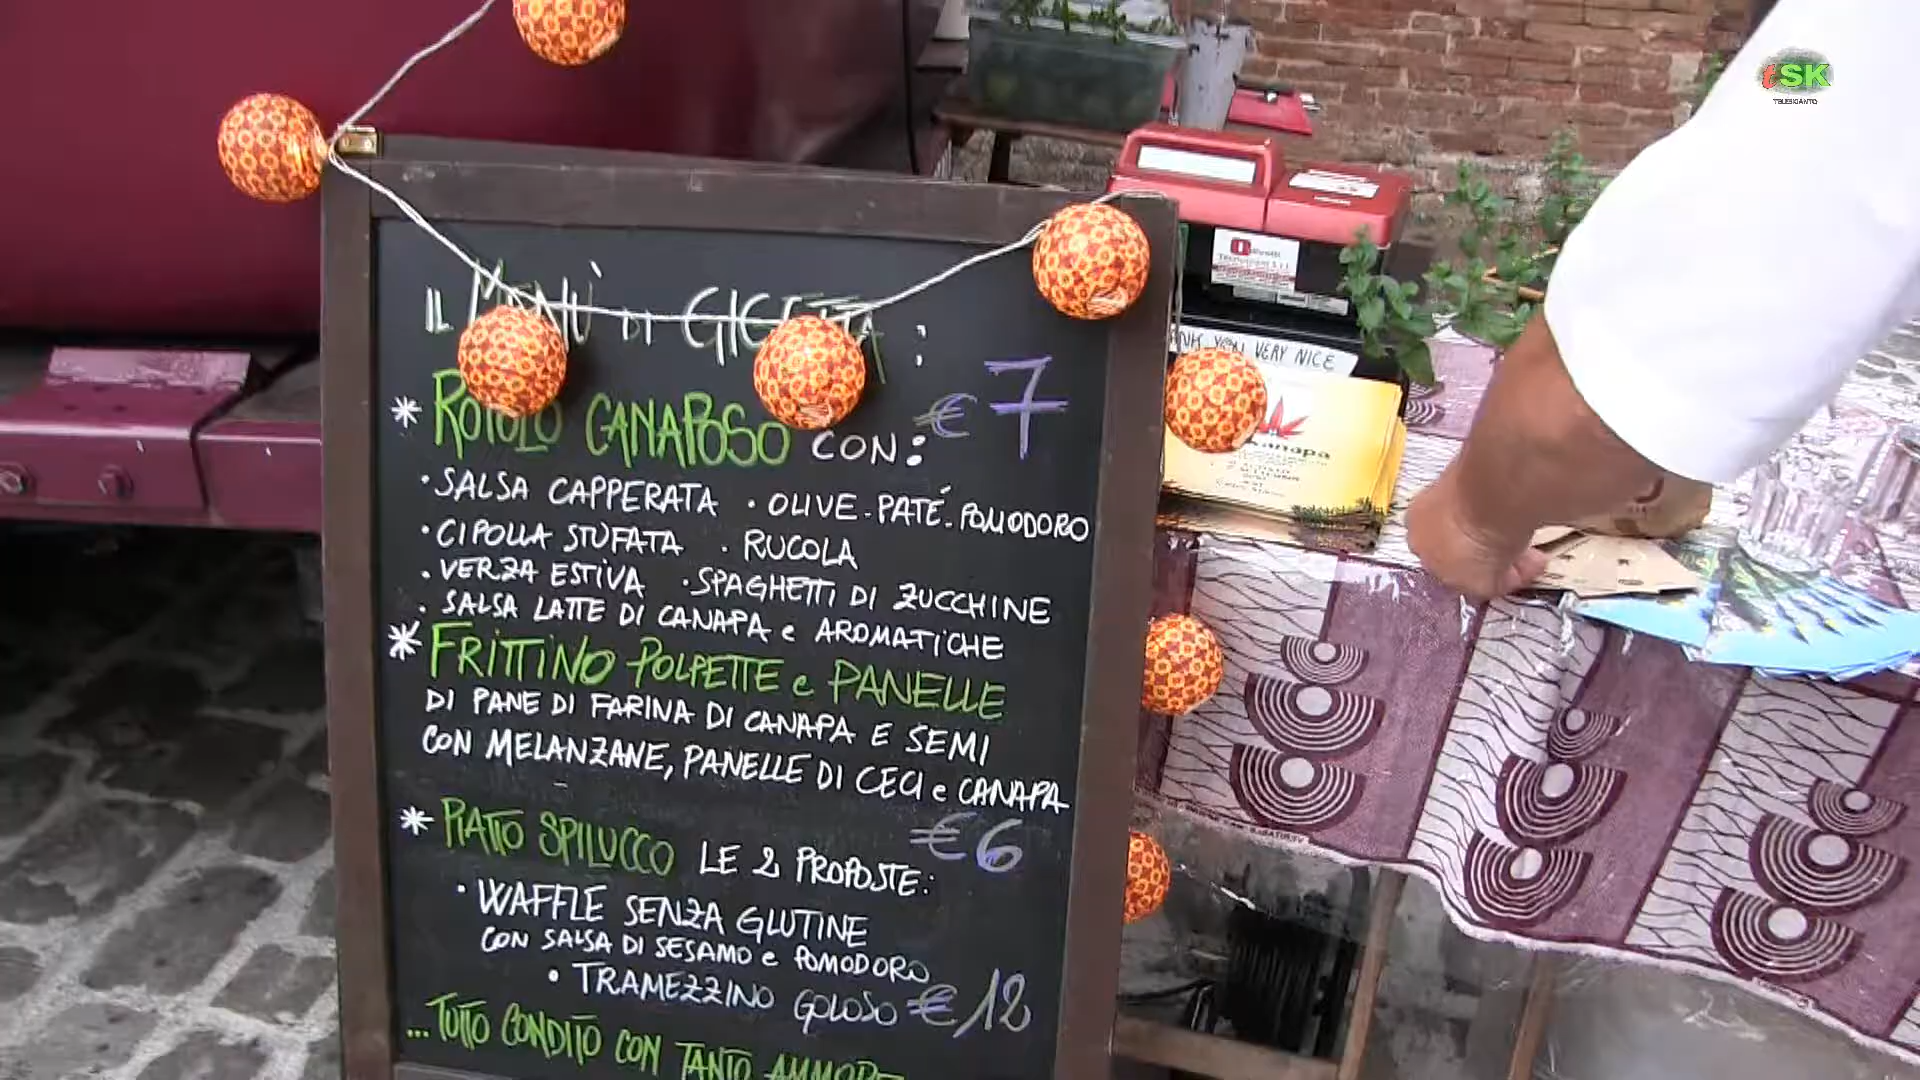 tSK
TELESIGANTO
IL MENÙ DI
* ROTOLO CANAPOSO CON: € 7
· SALSA CAPPERATA · OLIVE - PATÉ - POMODORO
· CIPOLLA STUFATA · RUCOLA
· VERZA ESTIVA · SPAGHETTI DI ZUCCHINE
· SALSA LATTE DI CANAPA e AROMATICHE
* FRITTINO POLPETTE e PANELLE
DI PANE DI FARINA DI CANAPA E SEMI
CON MELANZANE, PANELLE DI CECI e CANAPA
€ 6
* PIATTO SPILUCCO LE 2 PROPOSTE:
· WAFFLE SENZA GLUTINE
CON SALSA DI SESAMO e POMODORO
· TRAMEZZINO GOLOSO € 12
... TUTTO CONDITO CON TANTO AMMORE
YOU VERY NICE